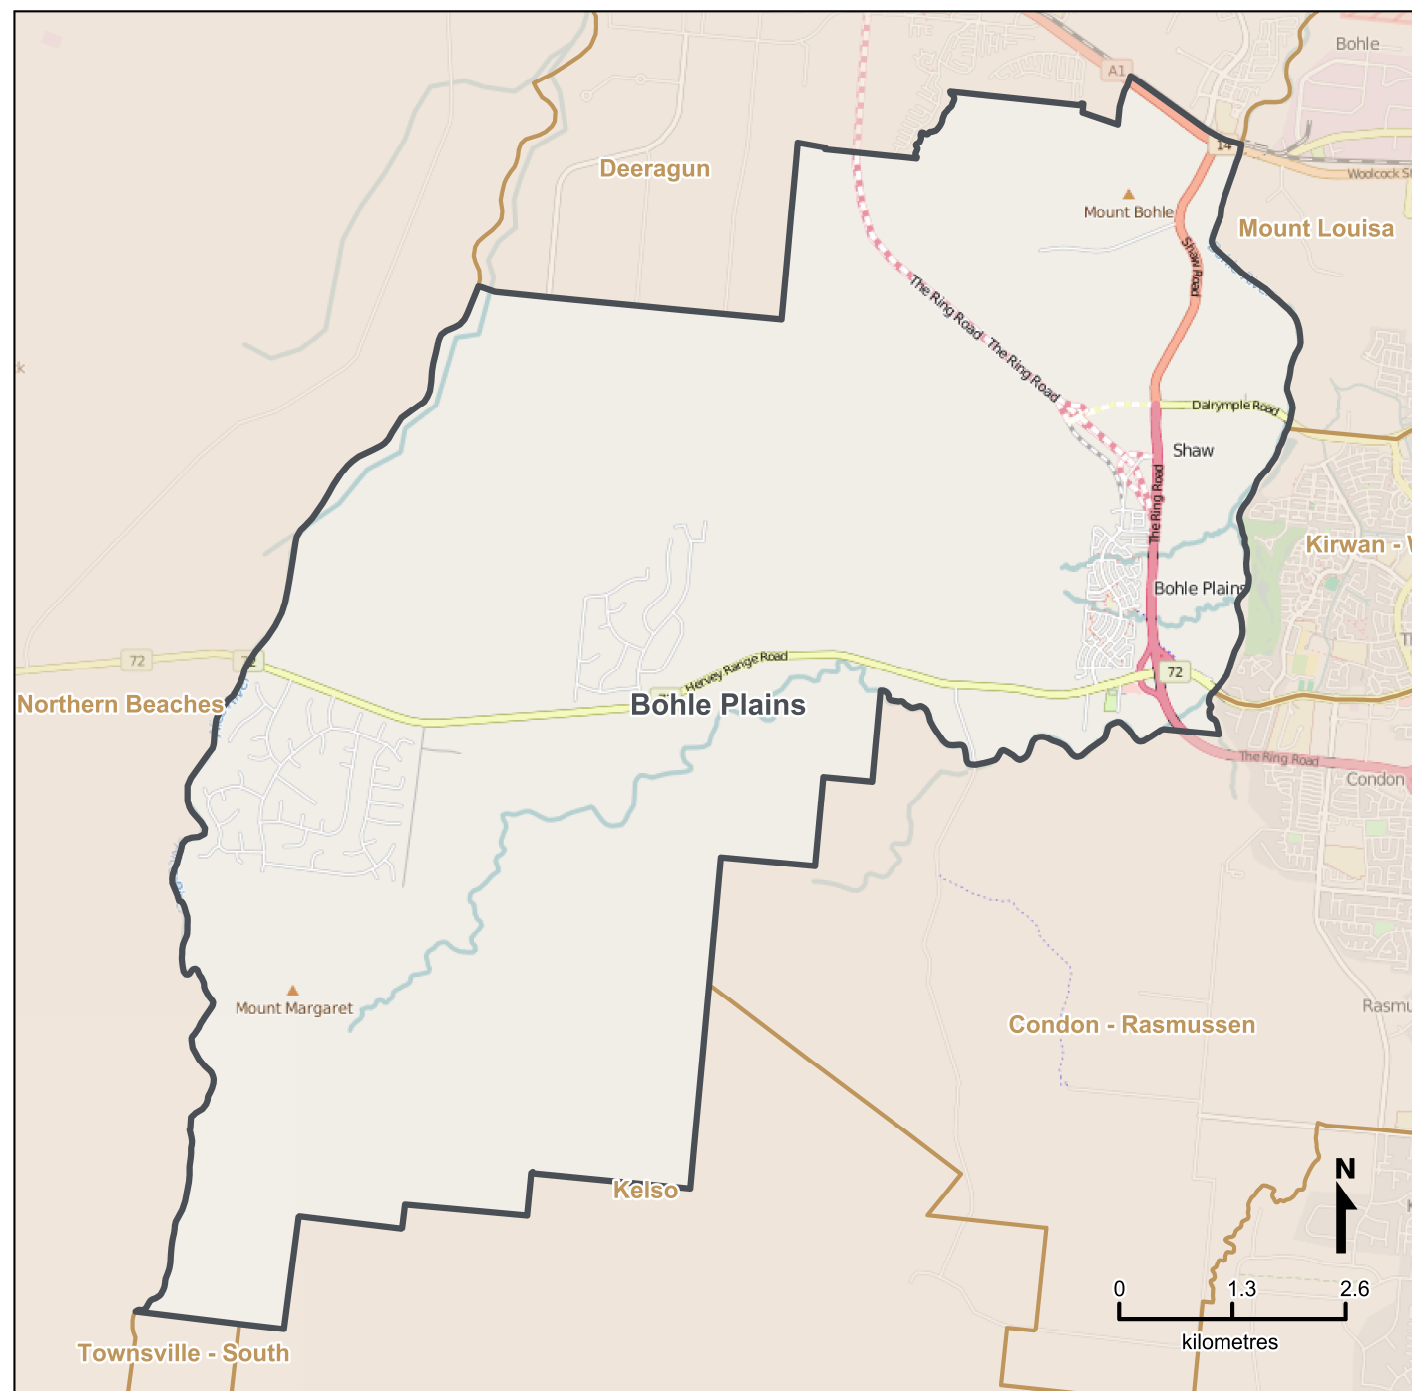 Bohle
A1
14
Woolcock S
Deeragun
Mount Bohle
Mount Louisa
Shaw Road
The Ring Road
The Ring Road
Dalrymple Road
Shaw
The Ring Road
Kirwan - W
Bohle Plains
72
72
Hervey Range Road
72
Northern Beaches
Bohle Plains
The Ring Road
Condon
Mount Margaret
Condon - Rasmussen
Rasmu
Kelso
N
0 1.3 2.6
kilometres
Townsville - South